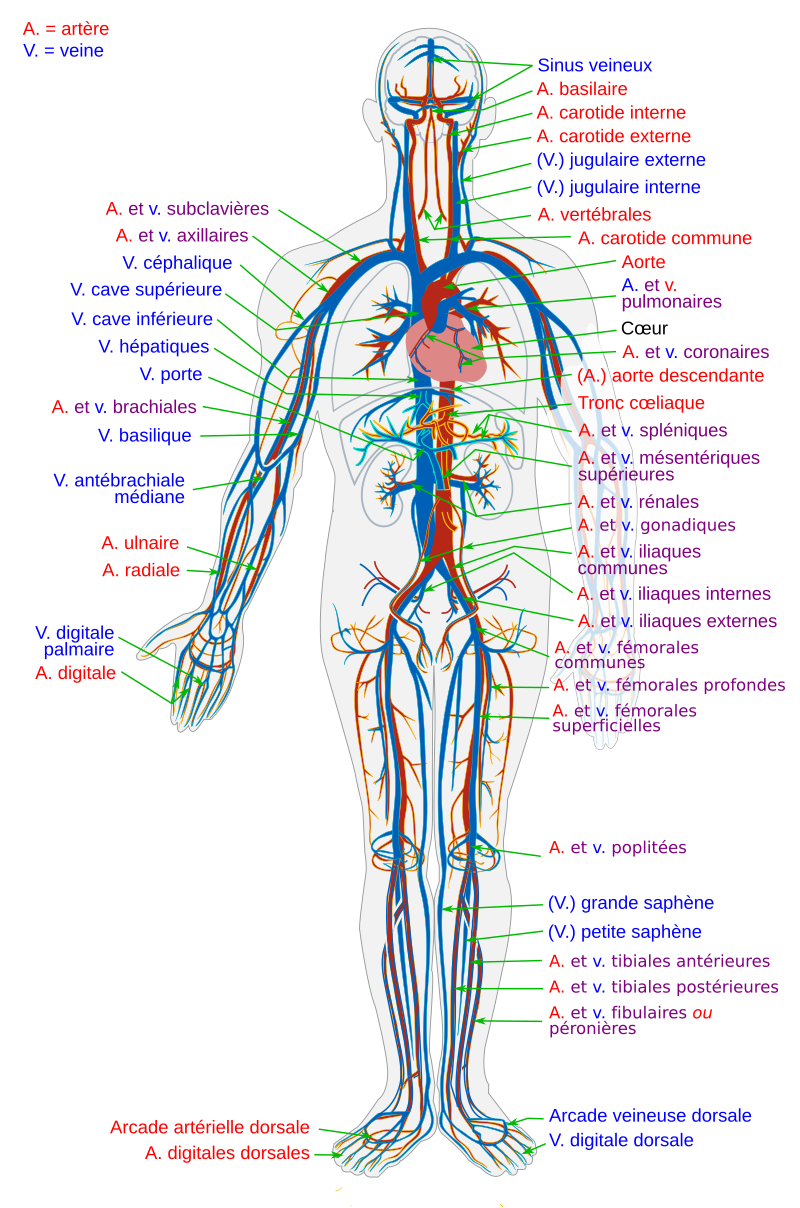 A. = artère
V. = veine
Sinus veineux
A. basilaire
A. carotide interne
A. carotide externe
(V.) jugulaire externe
(V.) jugulaire interne
A. vertébrales
A. carotide commune
Aorte
A. et v.
pulmonaires
Cœur
A. et v. coronaires
(A.) aorte descendante
Tronc cœliaque
A. et v. spléniques
A. et v. mésentériques
supérieures
A. et v. rénales
A. et v. gonadiques
A. et v. iliaques
communes
A. et v. iliaques internes
A. et v. iliaques externes
A. et v. fémorales
communes
A. et v. fémorales profondes
A. et v. fémorales
superficielles
A. et v. poplitées
(V.) grande saphène
(V.) petite saphène
A. et v. tibiales antérieures
A. et v. tibiales postérieures
A. et v. fibulaires ou
péronières
Arcade veineuse dorsale
V. digitale dorsale
A. et v. subclavières
A. et v. axillaires
V. céphalique
V. cave supérieure
V. cave inférieure
V. hépatiques
V. porte
A. et v. brachiales
V. basilique
V. antébrachiale
médiane
A. ulnaire
A. radiale
V. digitale
palmaire
A. digitale
Arcade artérielle dorsale
A. digitales dorsales